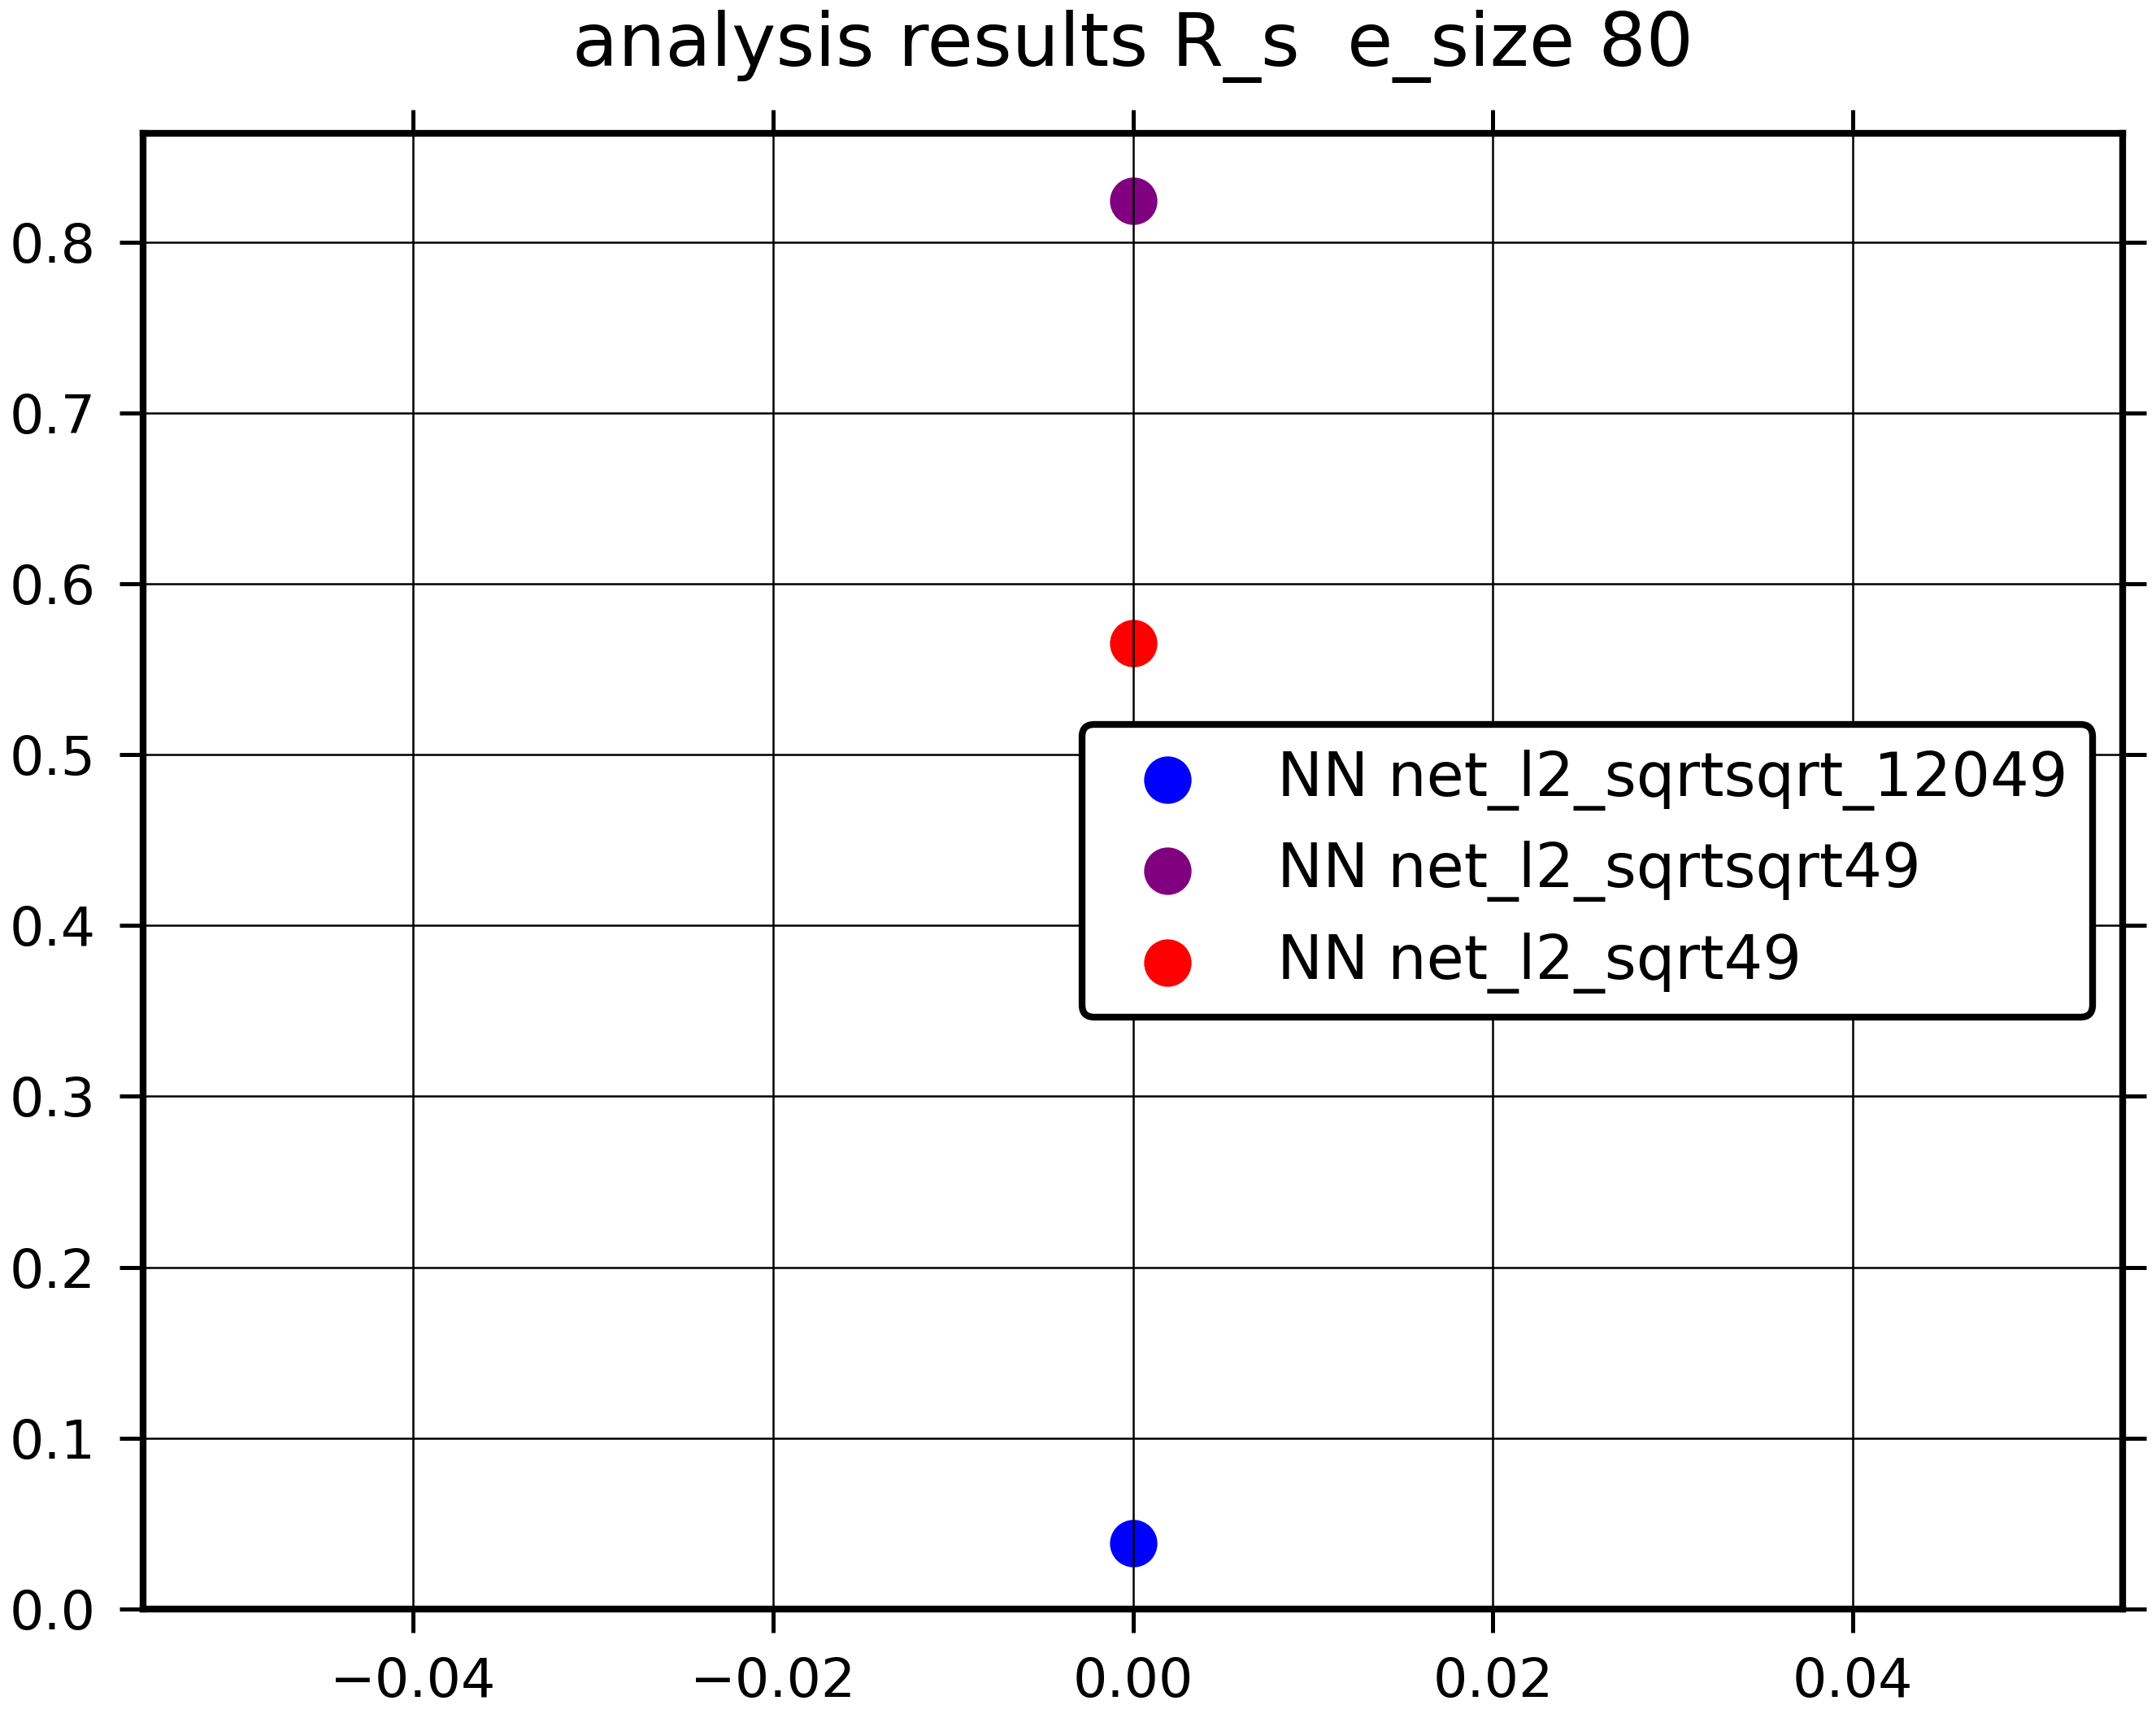 analysis results R_s  e_size 80
0.8
0.7
0.6
0.5
0.4
0.3
0.2
0.1
0.0
NN net_l2_sqrtsqrt_12049
NN net_l2_sqrtsqrt49
NN net_l2_sqrt49
−0.04 −0.02 0.00 0.02 0.04